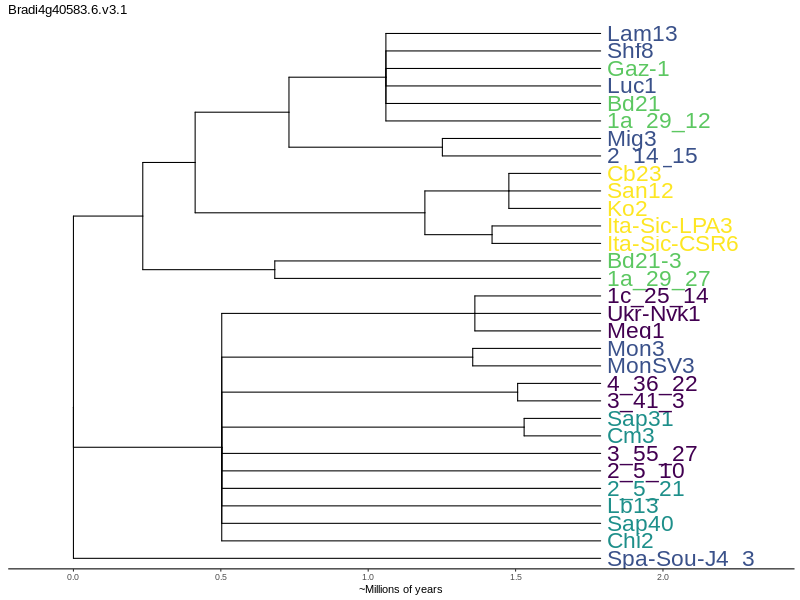 Bradi4g40583.6.v3.1
Lam13
Shf8
Gaz-1
Luc1
Bd21
1a_29_12
Mig3
2_14_15
Cb23
San12
Ko2
Ita-Sic-LPA3
Ita-Sic-CSR6
Bd21-3
1a_29_27
1c_25_14
Ukr-Nvk1
Meg1
Mon3
MonSV3
4_36_22
3_41_3
Sap31
Cm3
3_55_27
2_5_10
2_5_21
Lb13
Sap40
Chl2
Spa-Sou-J4_3
0.0 0.5 1.0 1.5 2.0
~Millions of years